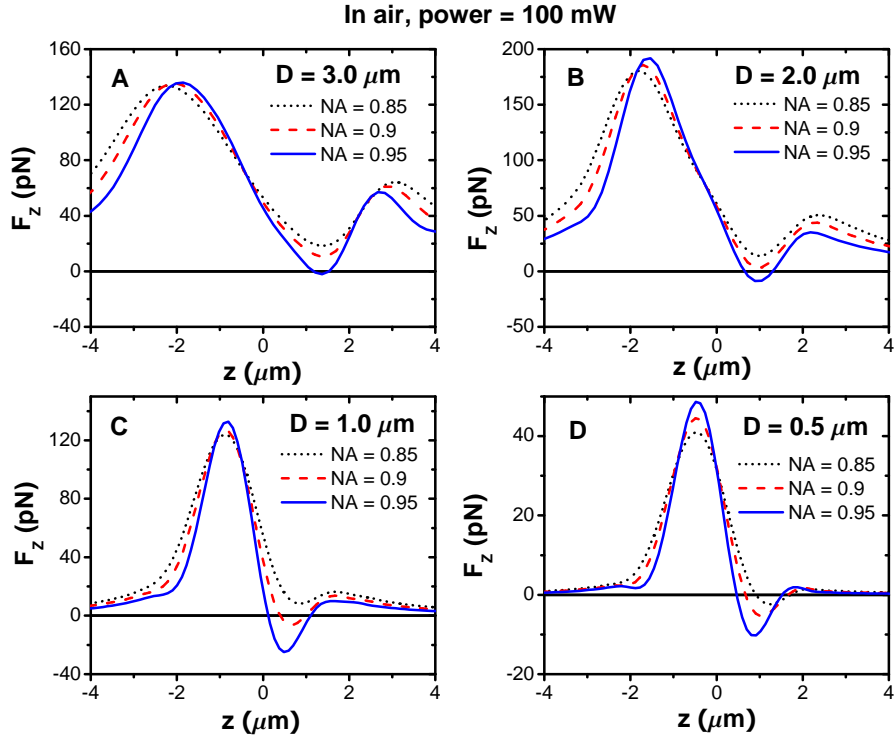 In air, power = 100 mW
A
D = 3.0 μm
NA = 0.85
NA = 0.9
NA = 0.95
160
120
80
40
0
-40
F_z (pN)
-4 -2 0 2 4
z (μm)
B
D = 2.0 μm
NA = 0.85
NA = 0.9
NA = 0.95
200
150
100
50
0
-50
F_z (pN)
-4 -2 0 2 4
z (μm)
C
D = 1.0 μm
NA = 0.85
NA = 0.9
NA = 0.95
120
80
40
0
-40
F_z (pN)
-4 -2 0 2 4
z (μm)
D
D = 0.5 μm
NA = 0.85
NA = 0.9
NA = 0.95
40
20
0
-20
F_z (pN)
-4 -2 0 2 4
z (μm)